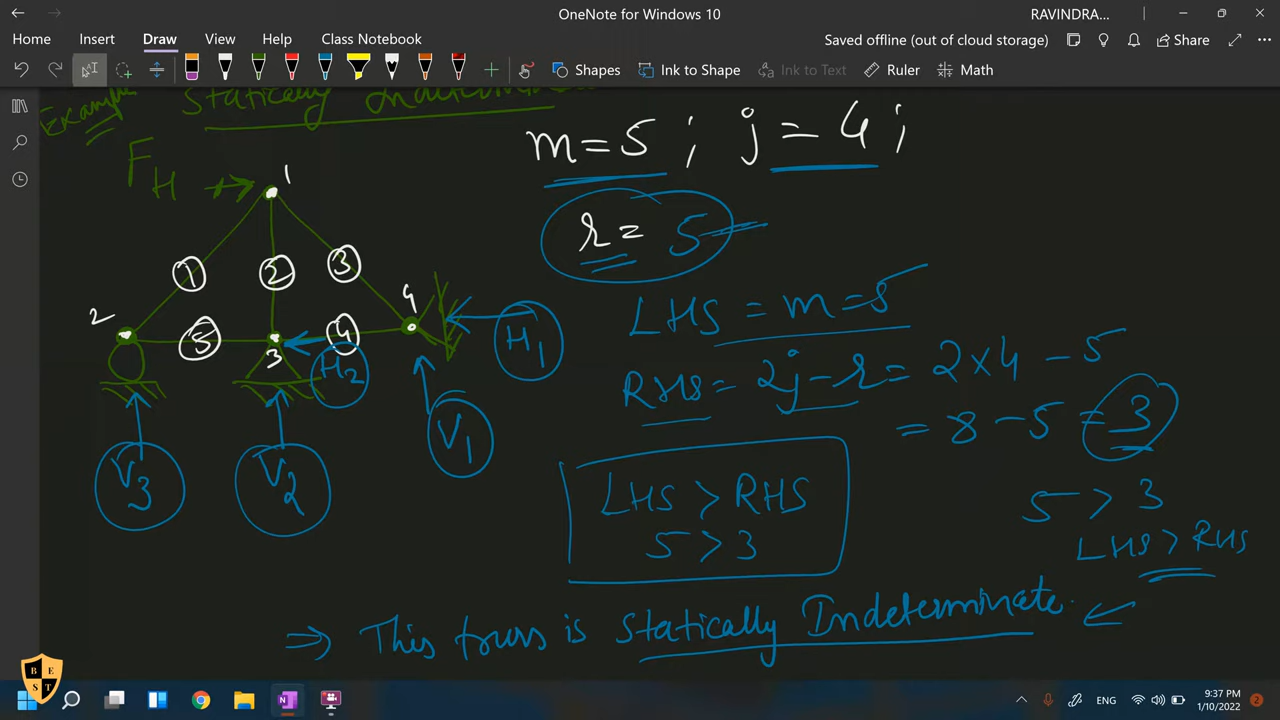 OneNote for Windows 10
RAVINDRA...
Home Insert Draw View Help Class Notebook
Saved offline (out of cloud storage)
Share
Shapes
Ink to Shape
Ink to Text
Ruler
Math
Example
Statically
m=5 ; j=4;
r= 5
FH
1
1 2 3
2 5 3 4 4
H2
H1
V3 V2 V1
LHS = m=5
RHS= 2j-r= 2×4 -5
= 8-5=3
LHS > RHS
5 > 3
5 > 3
LHS > RHS
⇒ This truss is Statically Indeterminate. ←
BEST
ENG
9:37 PM
1/10/2022
2